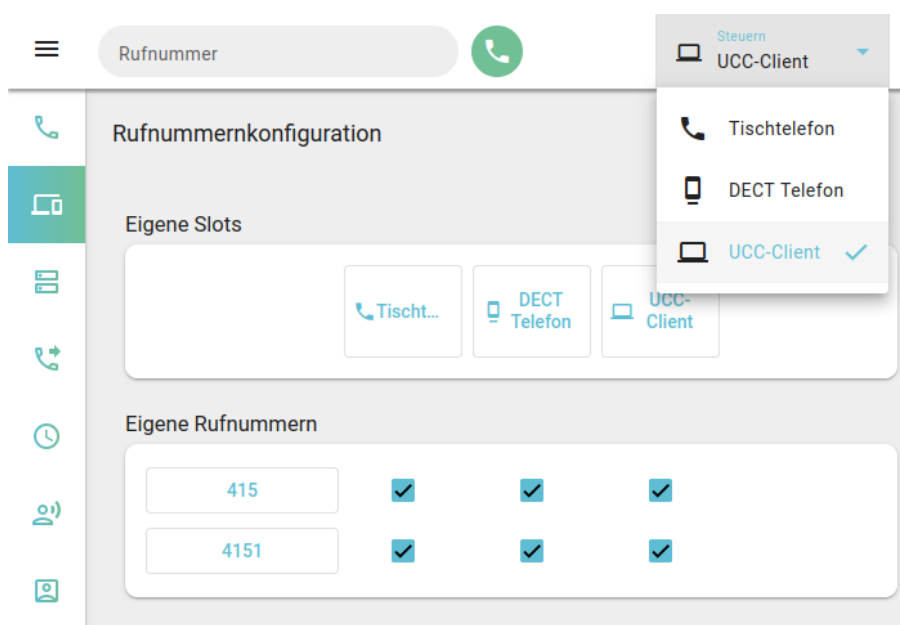 Rufnummer
Steuern
UCC-Client
Rufnummernkonfiguration
Tischtelefon
DECT Telefon
UCC-Client
Eigene Slots
Tischt...
DECT
Telefon
UCC-
Client
Eigene Rufnummern
415
4151